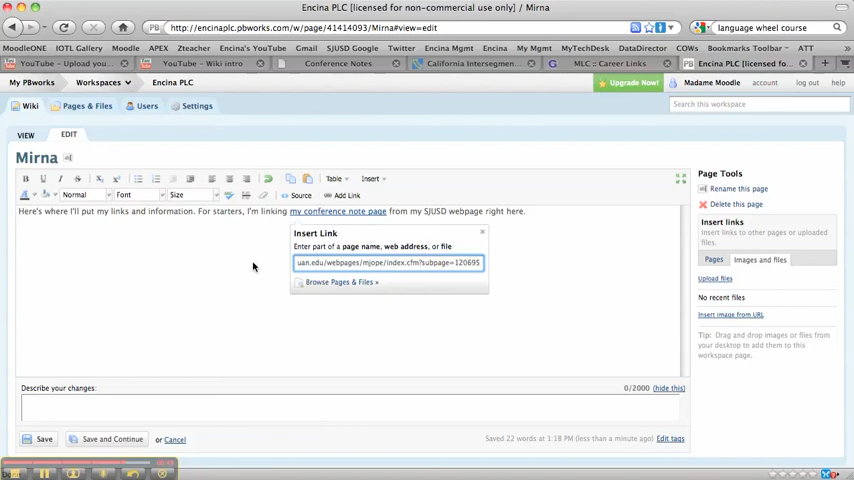 Encina PLC [licensed for non-commercial use only] / Mirna
http://encinaplc.pbworks.com/w/page/41414093/Mirna#view=edit
language wheel course
MoodleONE IOTL Gallery Moodle APEX Zteacher Encina's YouTube Gmail SJUSD Google Translate Encina Mgmt Encina My Mgmt MyTechDesk DataDirector COWs Bookmarks Toolbar ATT
YouTube – Upload you... YouTube – Wiki intro Conference Notes California Intersegmen... MLC :: Career Links Encina PLC [licensed fo...
My PBworks Workspaces Encina PLC Upgrade Now! Madame Moodle account log out help
Wiki Pages & Files Users Settings Search this workspace
VIEW EDIT
Mirna
B U Table Insert
Normal Font Size Source Add Link
Here's where I'll put my links and information. For starters, I'm linking my conference note page from my SJUSD webpage right here.
Insert Link
Enter part of a page name, web address, or file
uan.edu/webpages/mjope/index.cfm?subpage=120695
Browse Pages & Files »
Describe your changes: 0/2000 (hide this)
Save Save and Continue or Cancel Saved 22 words at 1:18 PM (less than a minute ago) Edit tags
Page Tools
Rename this page
Delete this page
Insert links
Insert links to other pages or uploaded files.
Pages Images and files
Upload files
No recent files
Insert image from URL
Tip: Drag and drop images or files from your desktop to add them to this workspace page.